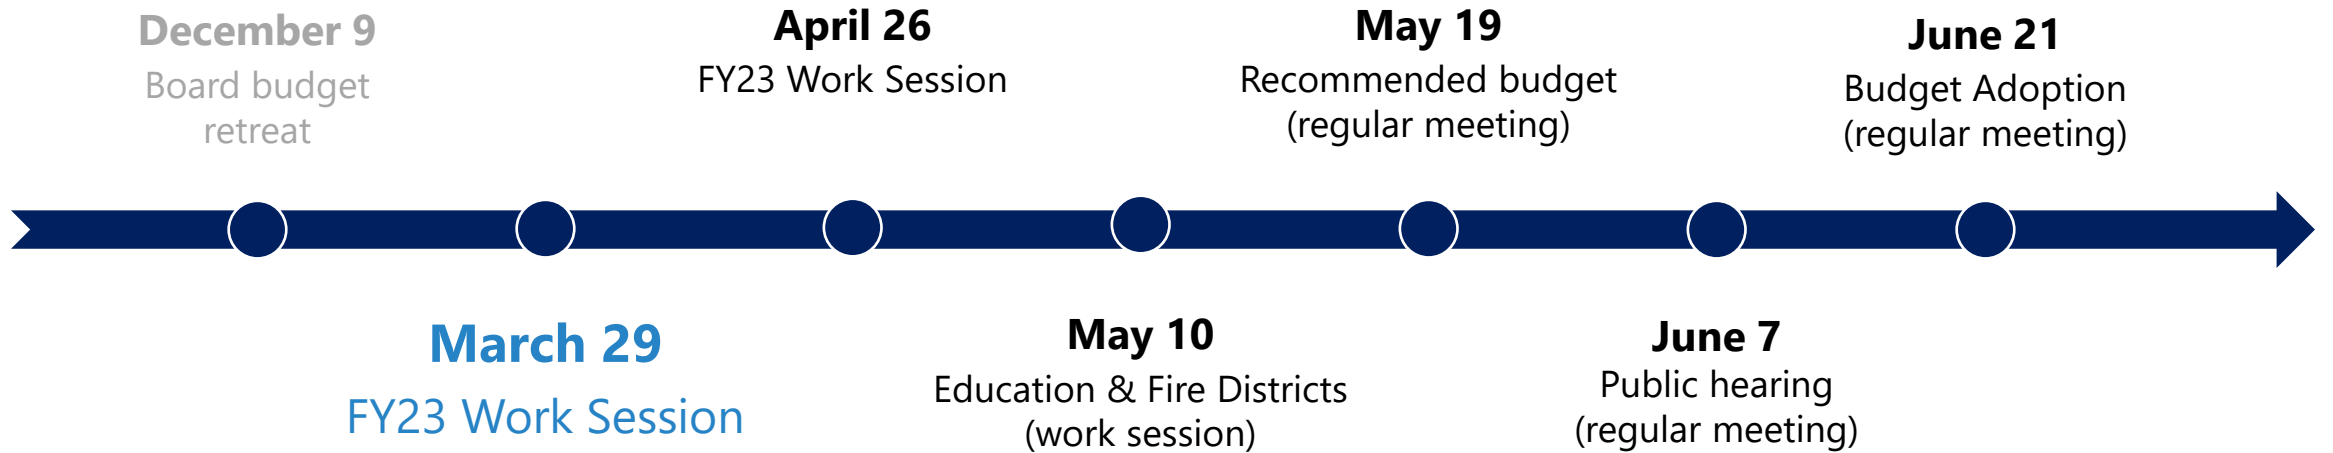 December 9
Board budget
retreat
March 29
FY23 Work Session
April 26
FY23 Work Session
May 10
Education & Fire Districts
(work session)
May 19
Recommended budget
(regular meeting)
June 7
Public hearing
(regular meeting)
June 21
Budget Adoption
(regular meeting)